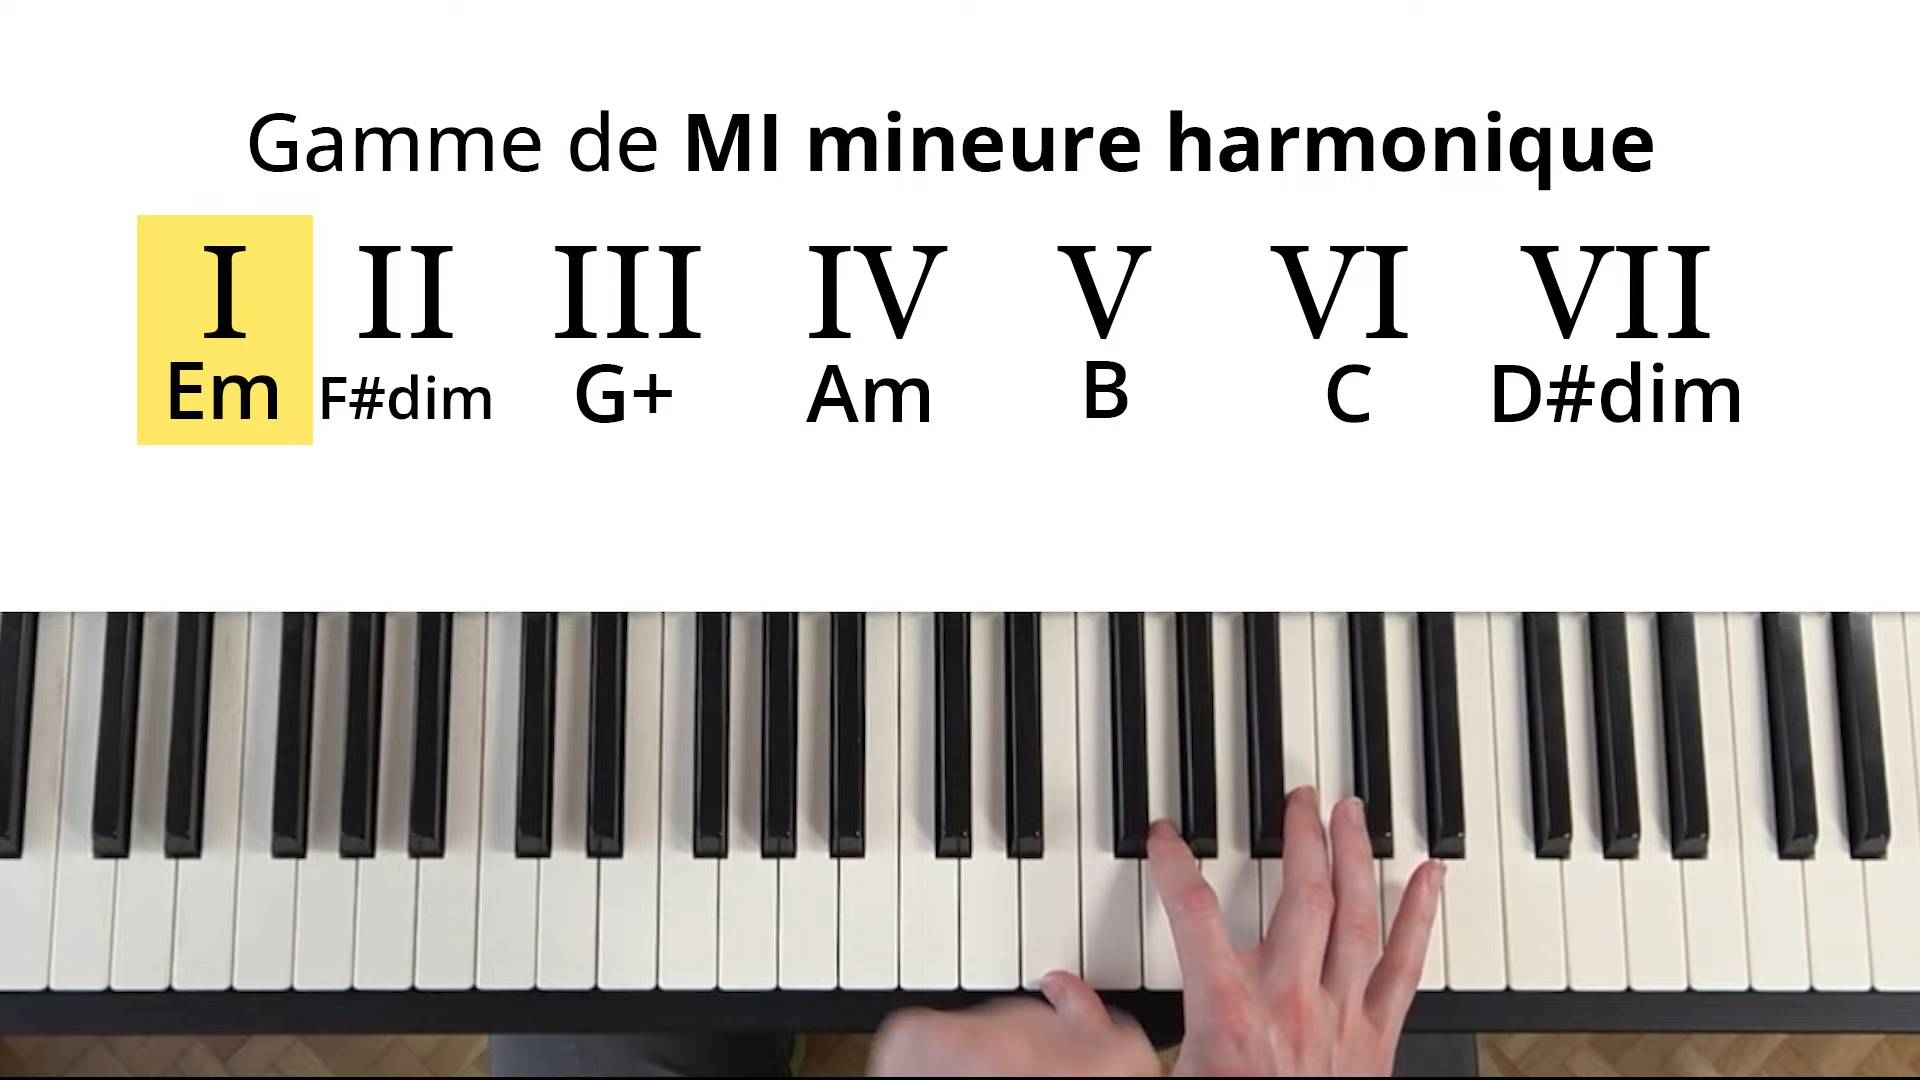 Gamme de MI mineure harmonique
I II III IV V VI VII
Em F#dim G+ Am B C D#dim